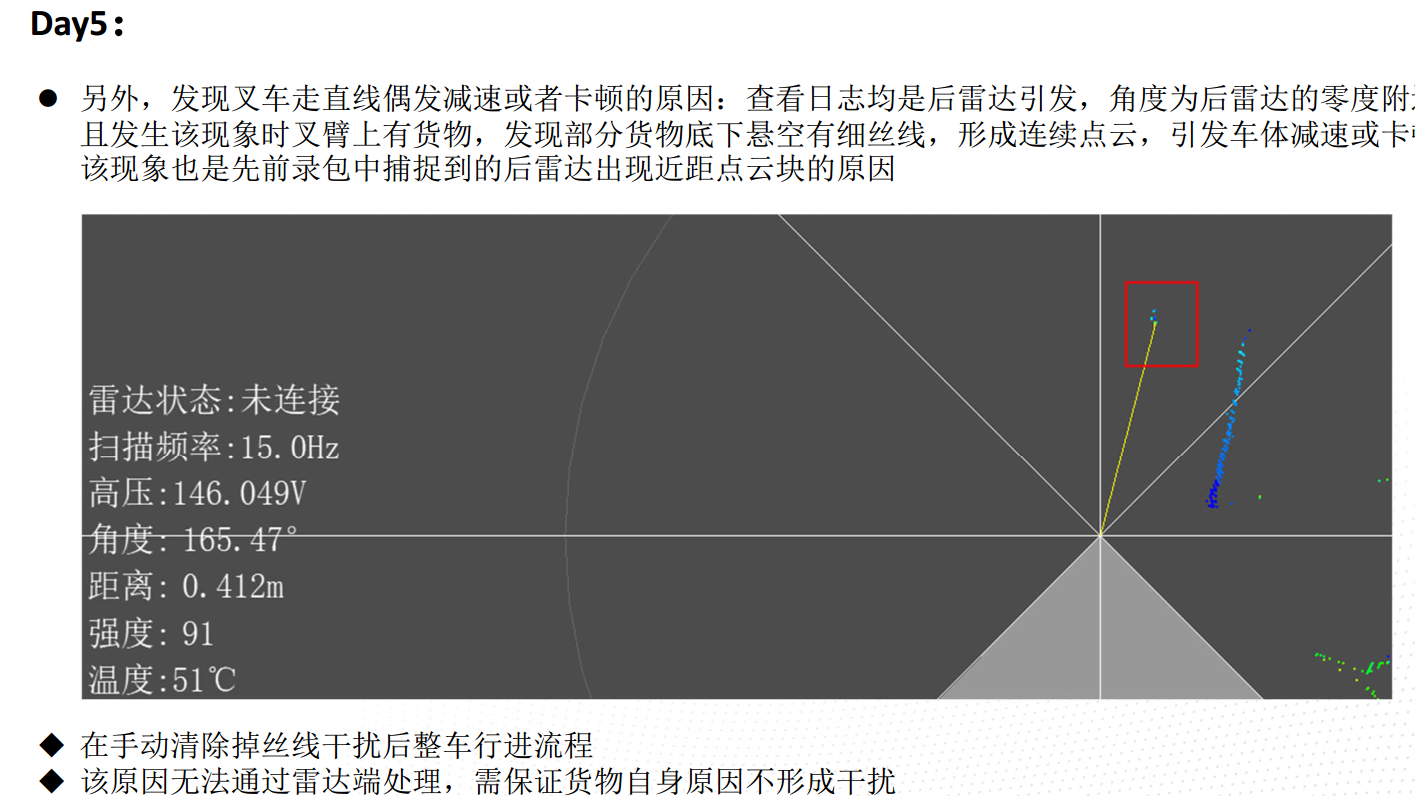 Day5：
● 另外，发现叉车走直线偶发减速或者卡顿的原因：查看日志均是后雷达引发，角度为后雷达的零度附
且发生该现象时叉臂上有货物，发现部分货物底下悬空有细丝线，形成连续点云，引发车体减速或卡
该现象也是先前录包中捕捉到的后雷达出现近距点云块的原因
雷达状态:未连接
扫描频率:15.0Hz
高压:146.049V
角度: 165.47°
距离: 0.412m
强度: 91
温度:51℃
◆ 在手动清除掉丝线干扰后整车行进流程
◆ 该原因无法通过雷达端处理，需保证货物自身原因不形成干扰